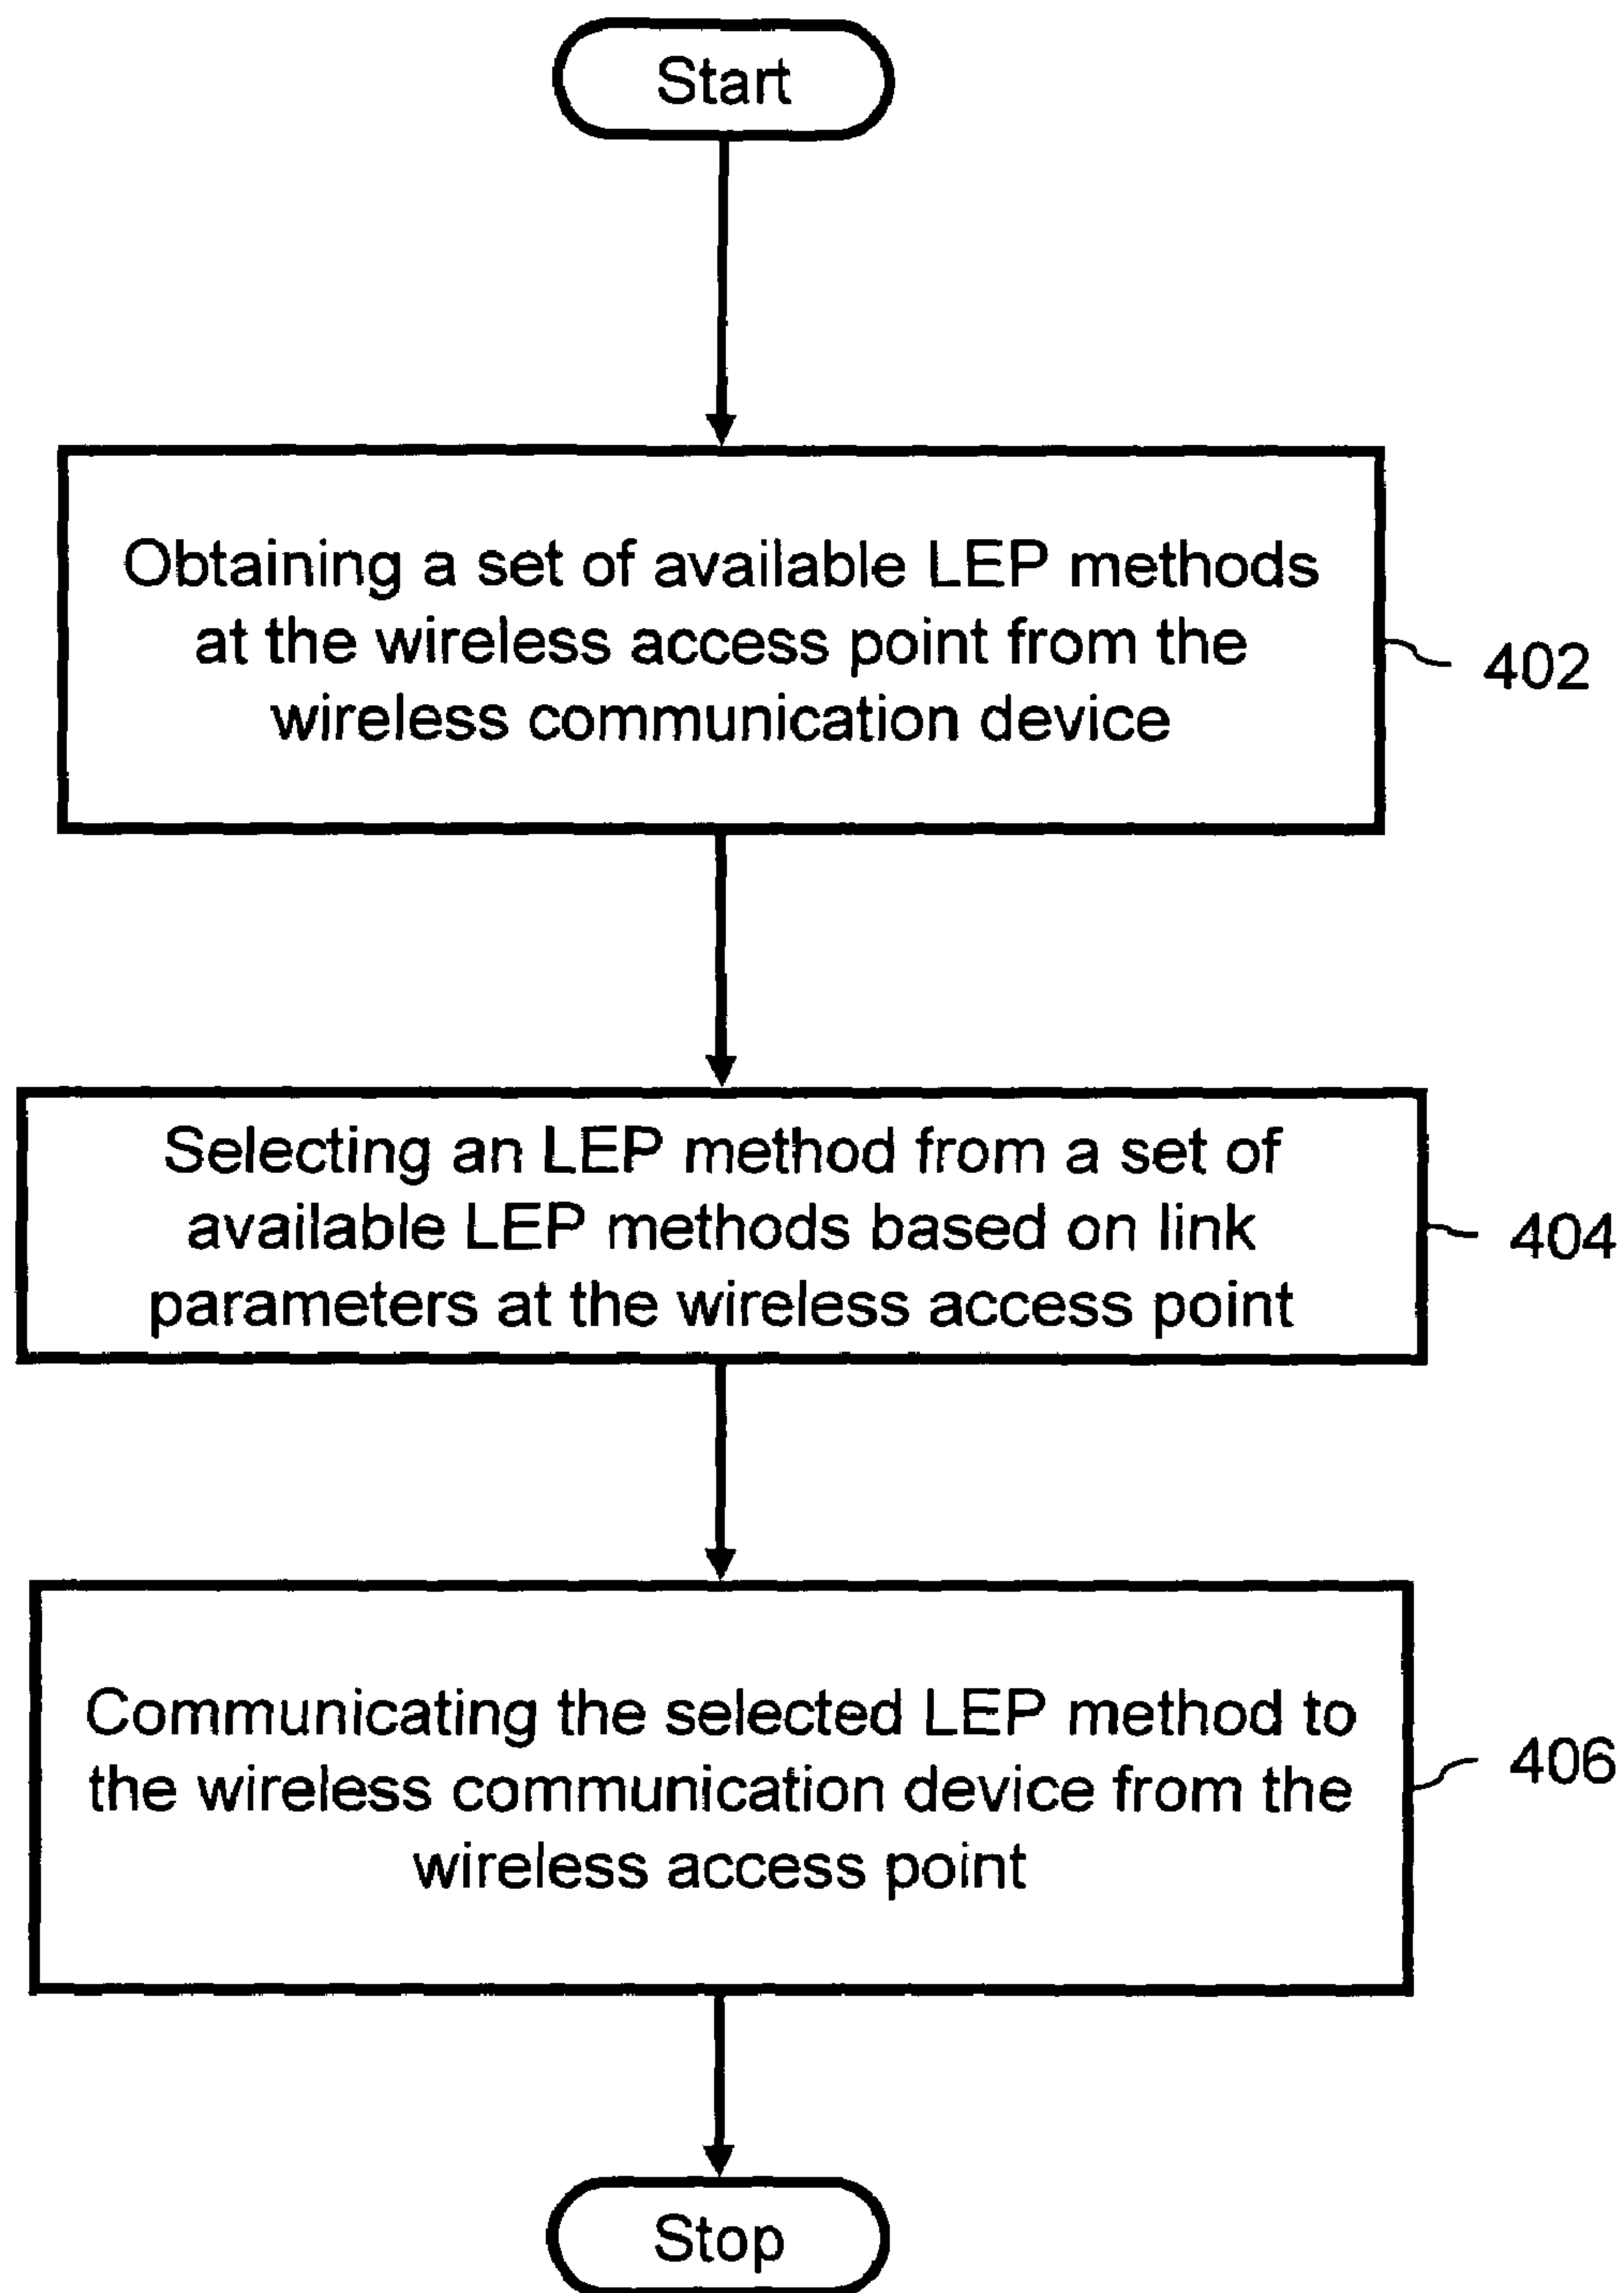 Start
Obtaining a set of available LEP methods
at the wireless access point from the
wireless communication device
402
Selecting an LEP method from a set of
available LEP methods based on link
parameters at the wireless access point
404
Communicating the selected LEP method to
the wireless communication device from the
wireless access point
406
Stop